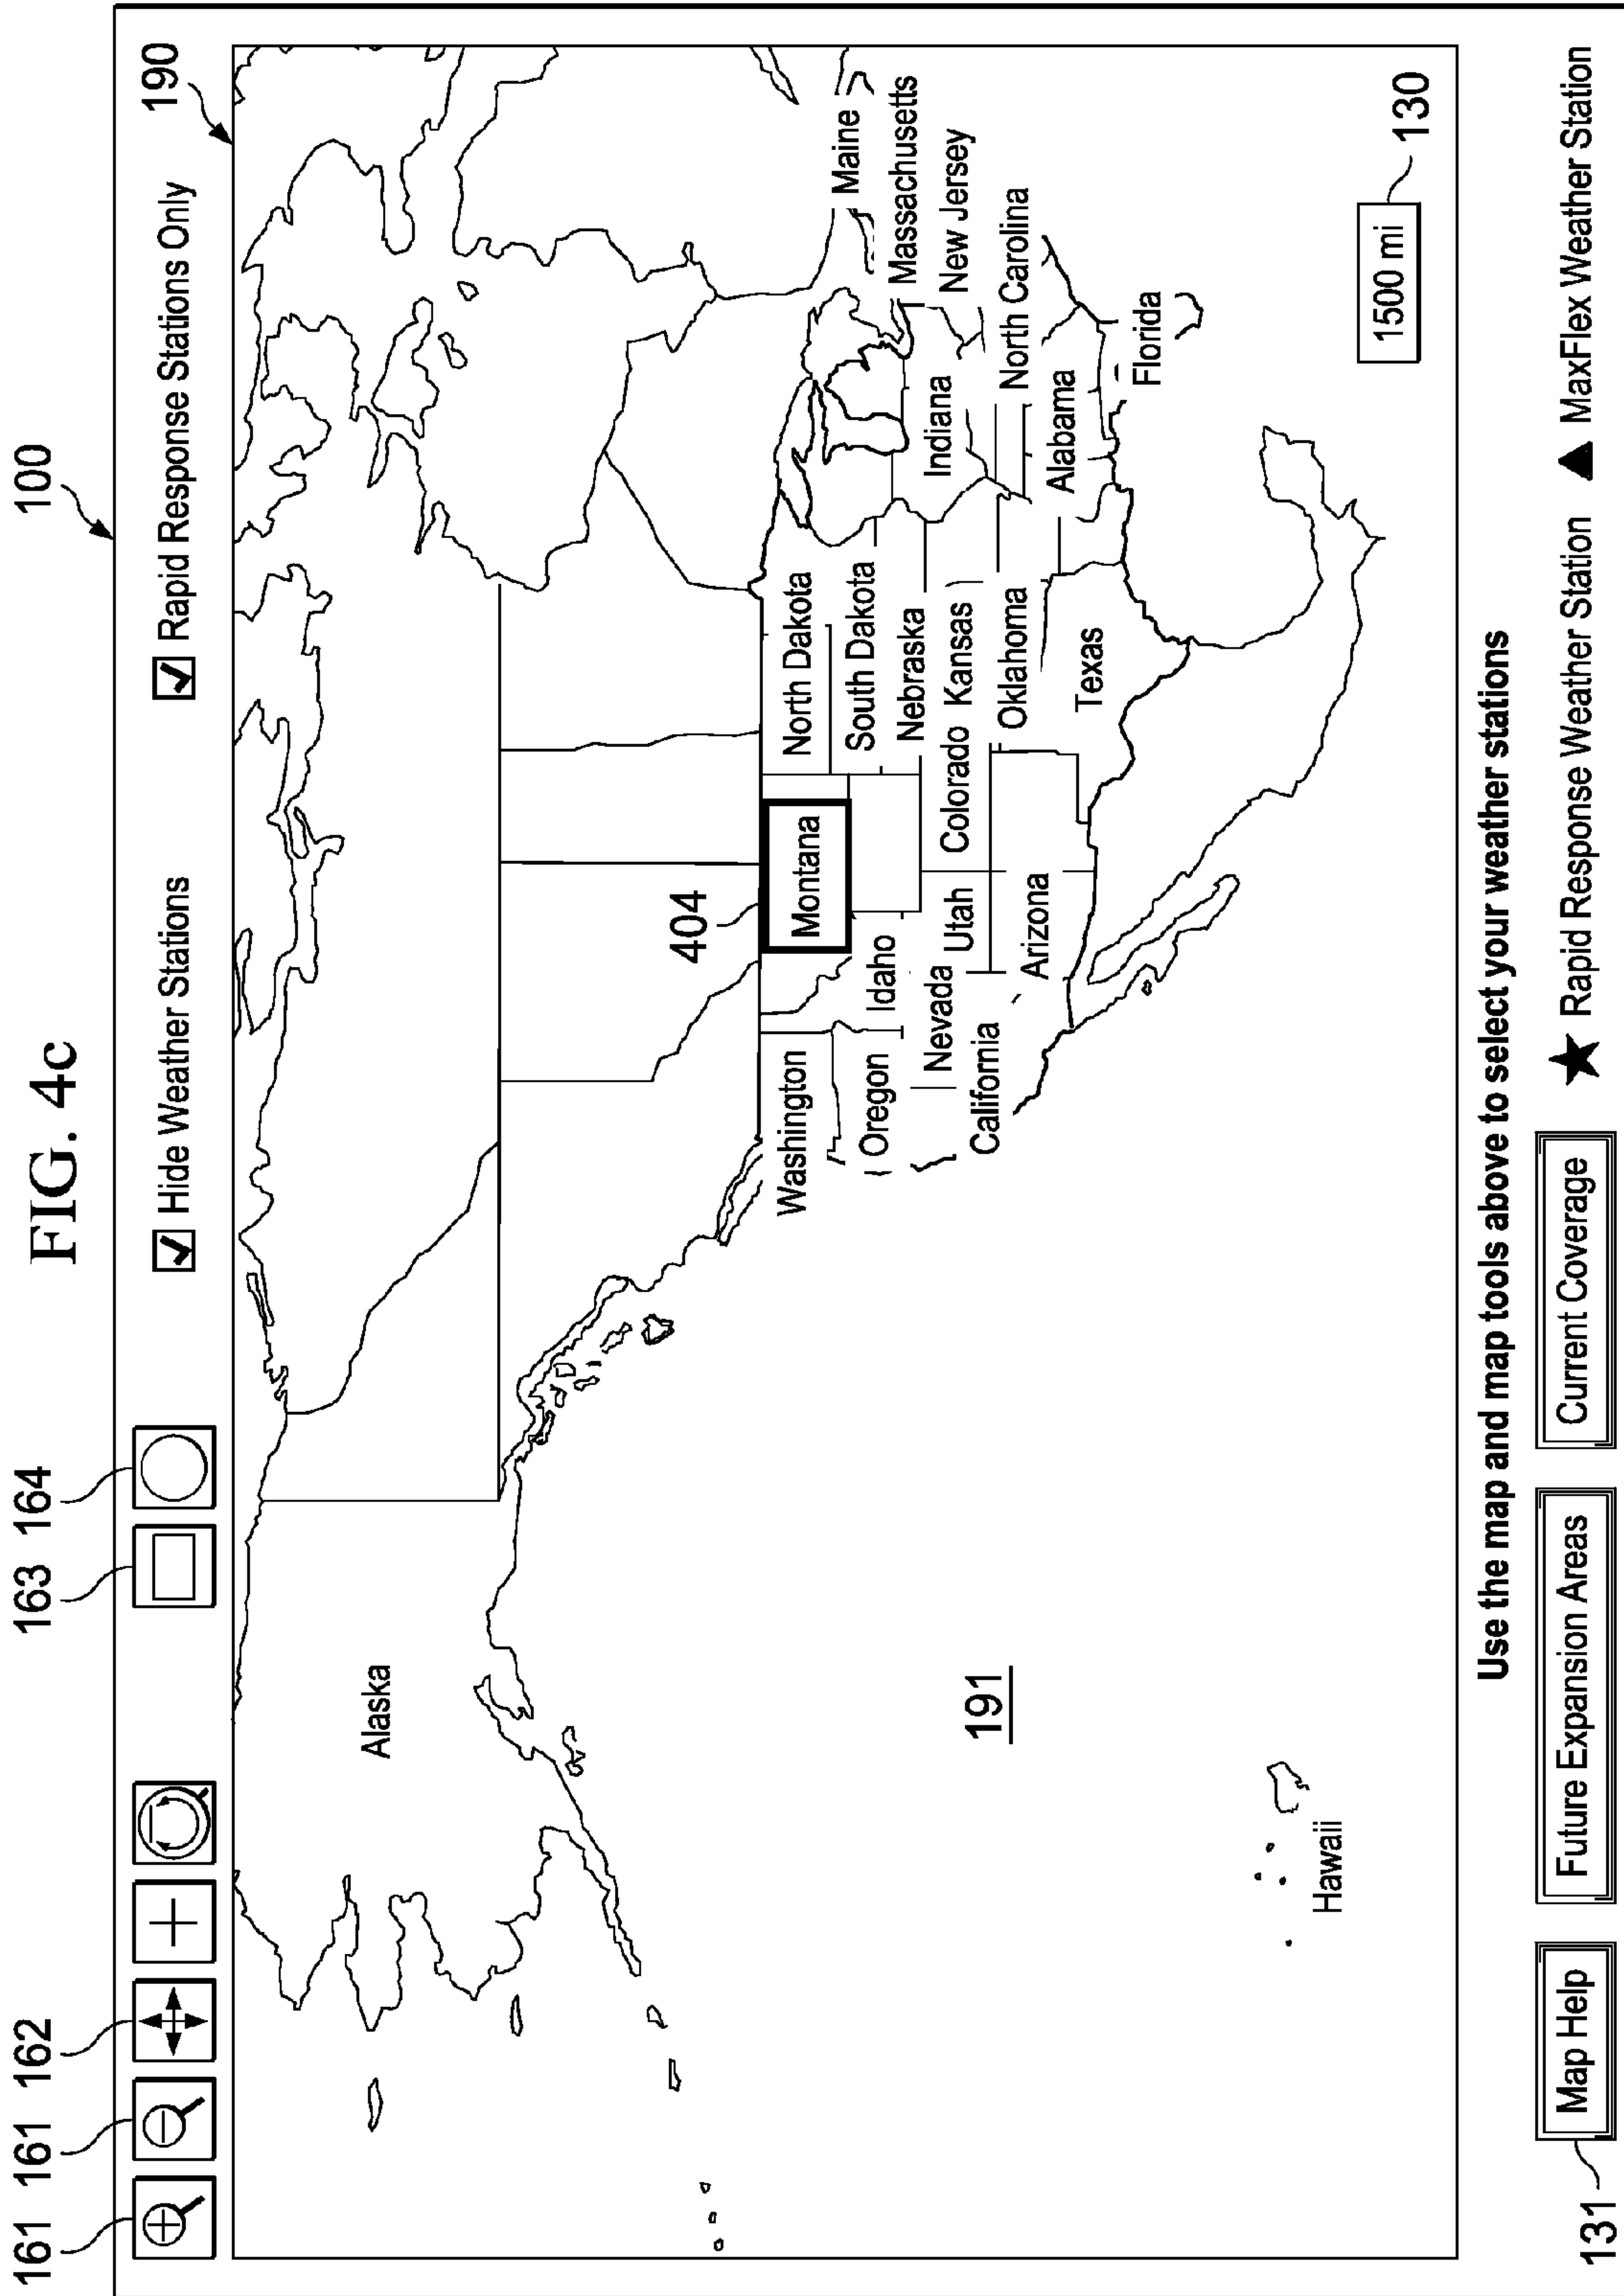 FIG. 4c
100
161 161 162 163 164
Hide Weather Stations
Rapid Response Stations Only
190
Alaska
404
Washington
Montana
North Dakota
Maine
Oregon
Idaho
South Dakota
Massachusetts
Nevada
Utah
Nebraska
Indiana
New Jersey
California
Colorado
Kansas
North Carolina
Arizona
Oklahoma
Alabama
Texas
Florida
191
Hawaii
1500 mi
130
Use the map and map tools above to select your weather stations
131
Map Help
Future Expansion Areas
Current Coverage
Rapid Response Weather Station
MaxFlex Weather Station